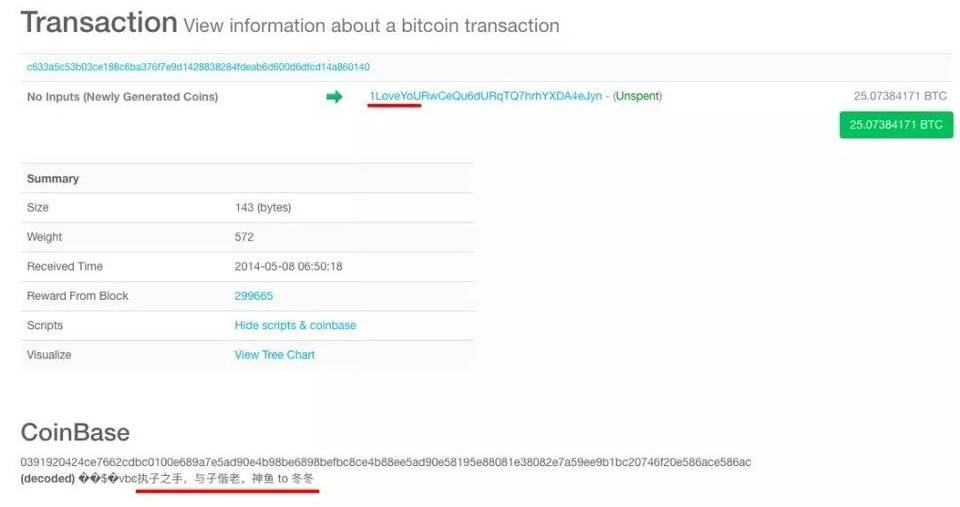 Transaction View information about a bitcoin transaction
c633a5c53b03ce188c6ba376f7e9d1428838284fdeab6d600d6dfcd14a860140
No Inputs (Newly Generated Coins) 1LoveYoURwCeQu6dURqTQ7hrhYXDA4eJyn - (Unspent) 25.07384171 BTC
25.07384171 BTC
Summary
Size 143 (bytes)
Weight 572
Received Time 2014-05-08 06:50:18
Reward From Block 299665
Scripts Hide scripts & coinbase
Visualize View Tree Chart
CoinBase
0391920424ce7662cdbc0100e689a7e5ad90e4b98be6898befbc8ce4b88ee5ad90e58195e88081e38082e7a59ee9b1bc20746f20e586ace586ac
(decoded) ��$�vbc执子之手，与子偕老。神鱼 to 冬冬